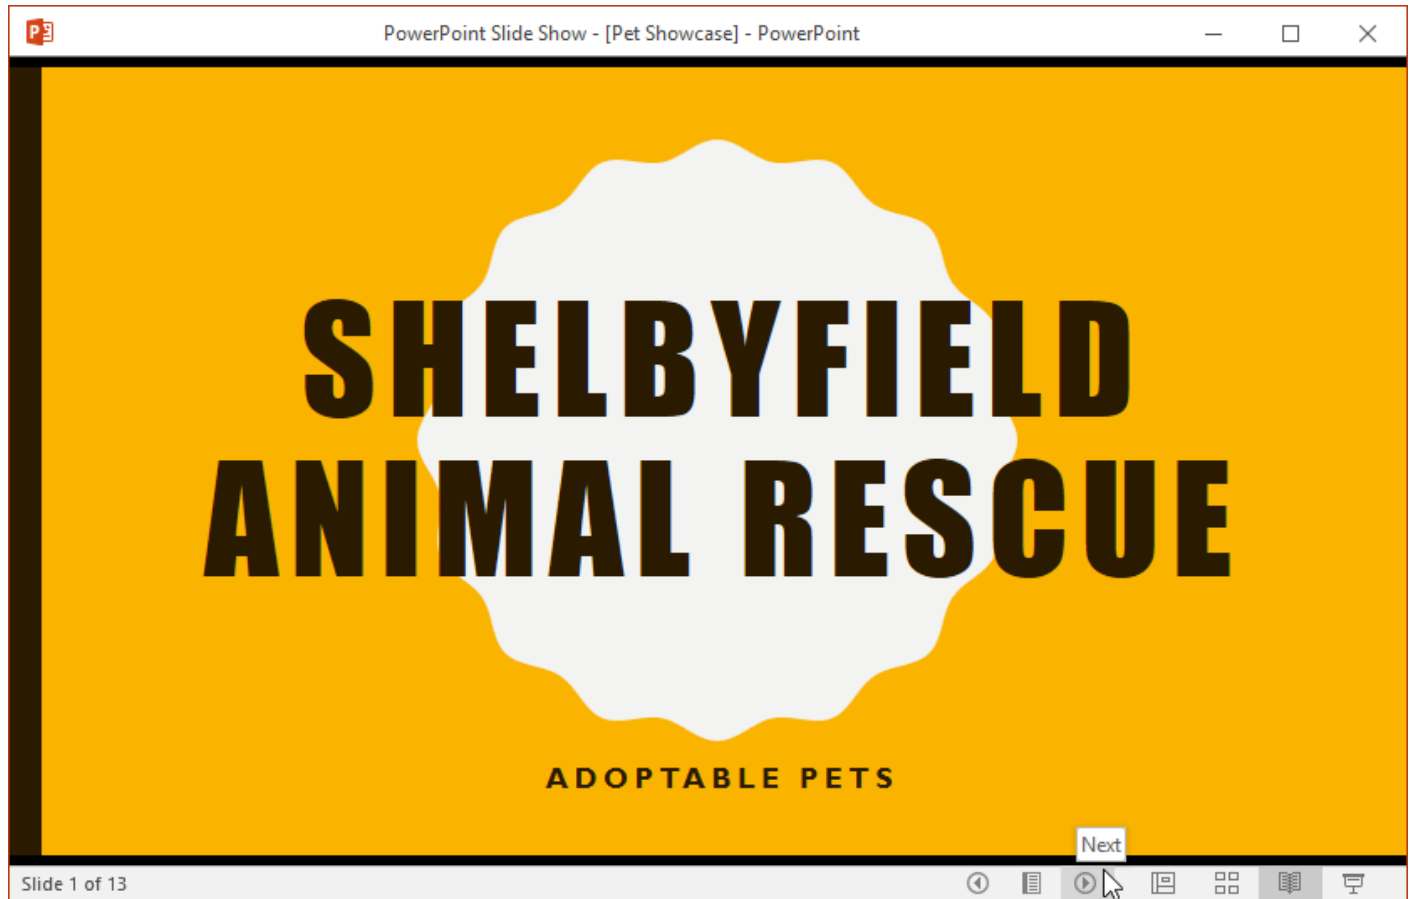 PowerPoint Slide Show - [Pet Showcase] - PowerPoint
SHELBYFIELD
ANIMAL RESCUE
ADOPTABLE PETS
Next
Slide 1 of 13